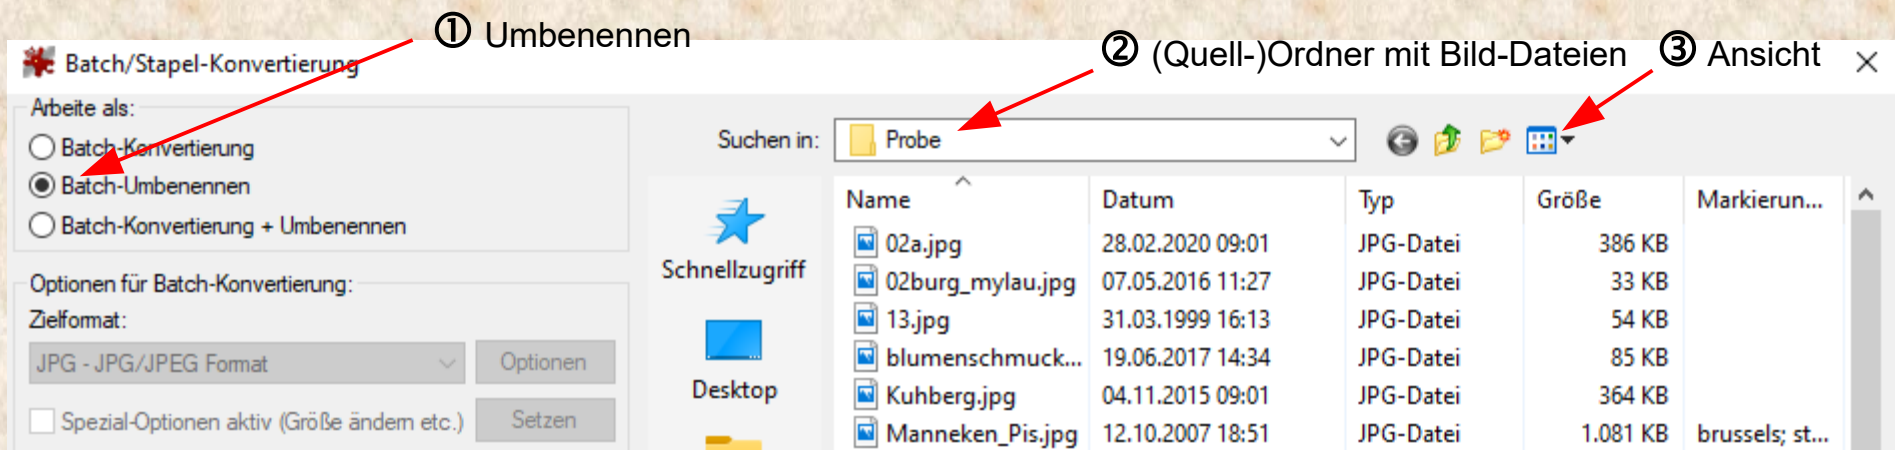 ① Umbenennen
② (Quell-)Ordner mit Bild-Dateien ③ Ansicht
Batch/Stapel-Konvertierung
Arbeite als:
Batch-Konvertierung
Batch-Umbenennen
Batch-Konvertierung + Umbenennen
Optionen für Batch-Konvertierung:
Zielformat:
JPG - JPG/JPEG Format
Optionen
Spezial-Optionen aktiv (Größe ändern etc.)
Setzen
Suchen in: Probe
Schnellzugriff
Desktop
Name Datum Typ Größe Markierun...
02a.jpg 28.02.2020 09:01 JPG-Datei 386 KB
02burg_mylau.jpg 07.05.2016 11:27 JPG-Datei 33 KB
13.jpg 31.03.1999 16:13 JPG-Datei 54 KB
blumenschmuck... 19.06.2017 14:34 JPG-Datei 85 KB
Kuhberg.jpg 04.11.2015 09:01 JPG-Datei 364 KB
Manneken_Pis.jpg 12.10.2007 18:51 JPG-Datei 1.081 KB brussels; st...